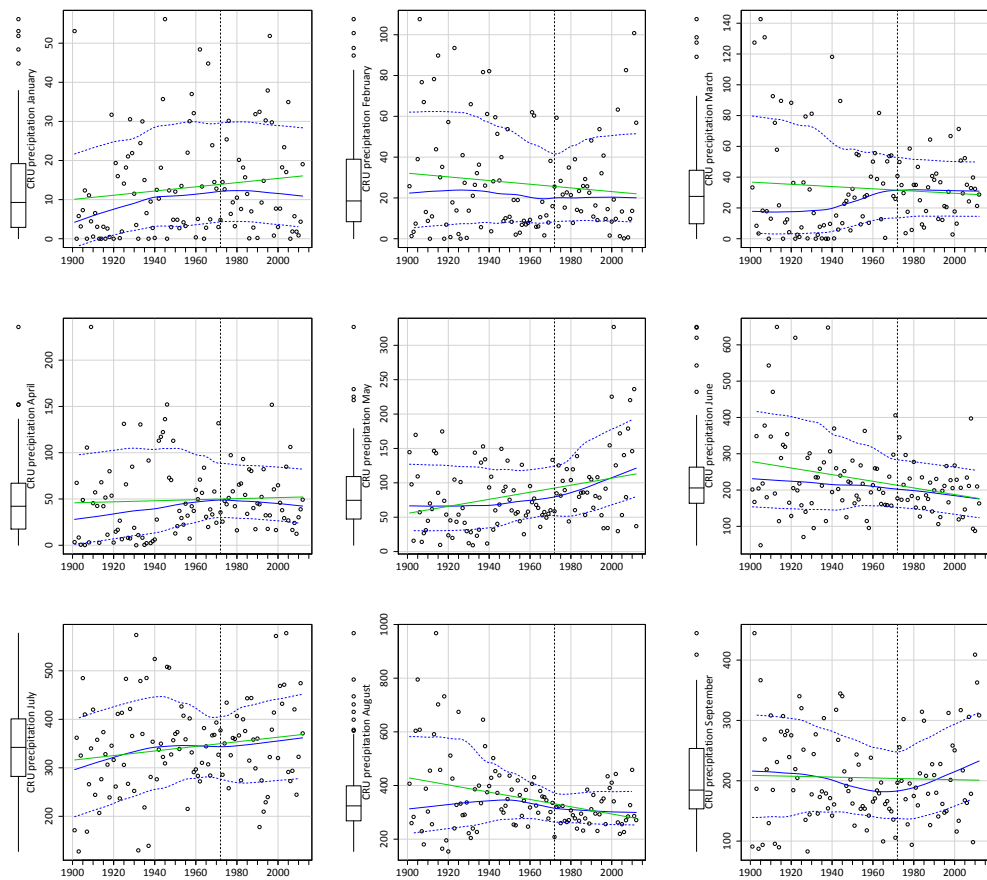 CRU precipitation January
0 10 20 30 40 50
1900 1920 1940 1960 1980 2000
CRU precipitation February
0 20 40 60 80 100
1900 1920 1940 1960 1980 2000
CRU precipitation March
0 20 40 60 80 100 120 140
1900 1920 1940 1960 1980 2000
CRU precipitation April
0 50 100 150 200
1900 1920 1940 1960 1980 2000
CRU precipitation May
0 50 100 150 200 250 300
1900 1920 1940 1960 1980 2000
CRU precipitation June
100 200 300 400 500 600
1900 1920 1940 1960 1980 2000
CRU precipitation July
200 300 400 500
1900 1920 1940 1960 1980 2000
CRU precipitation August
200 400 600 800 1000
1900 1920 1940 1960 1980 2000
CRU precipitation September
100 200 300 400
1900 1920 1940 1960 1980 2000